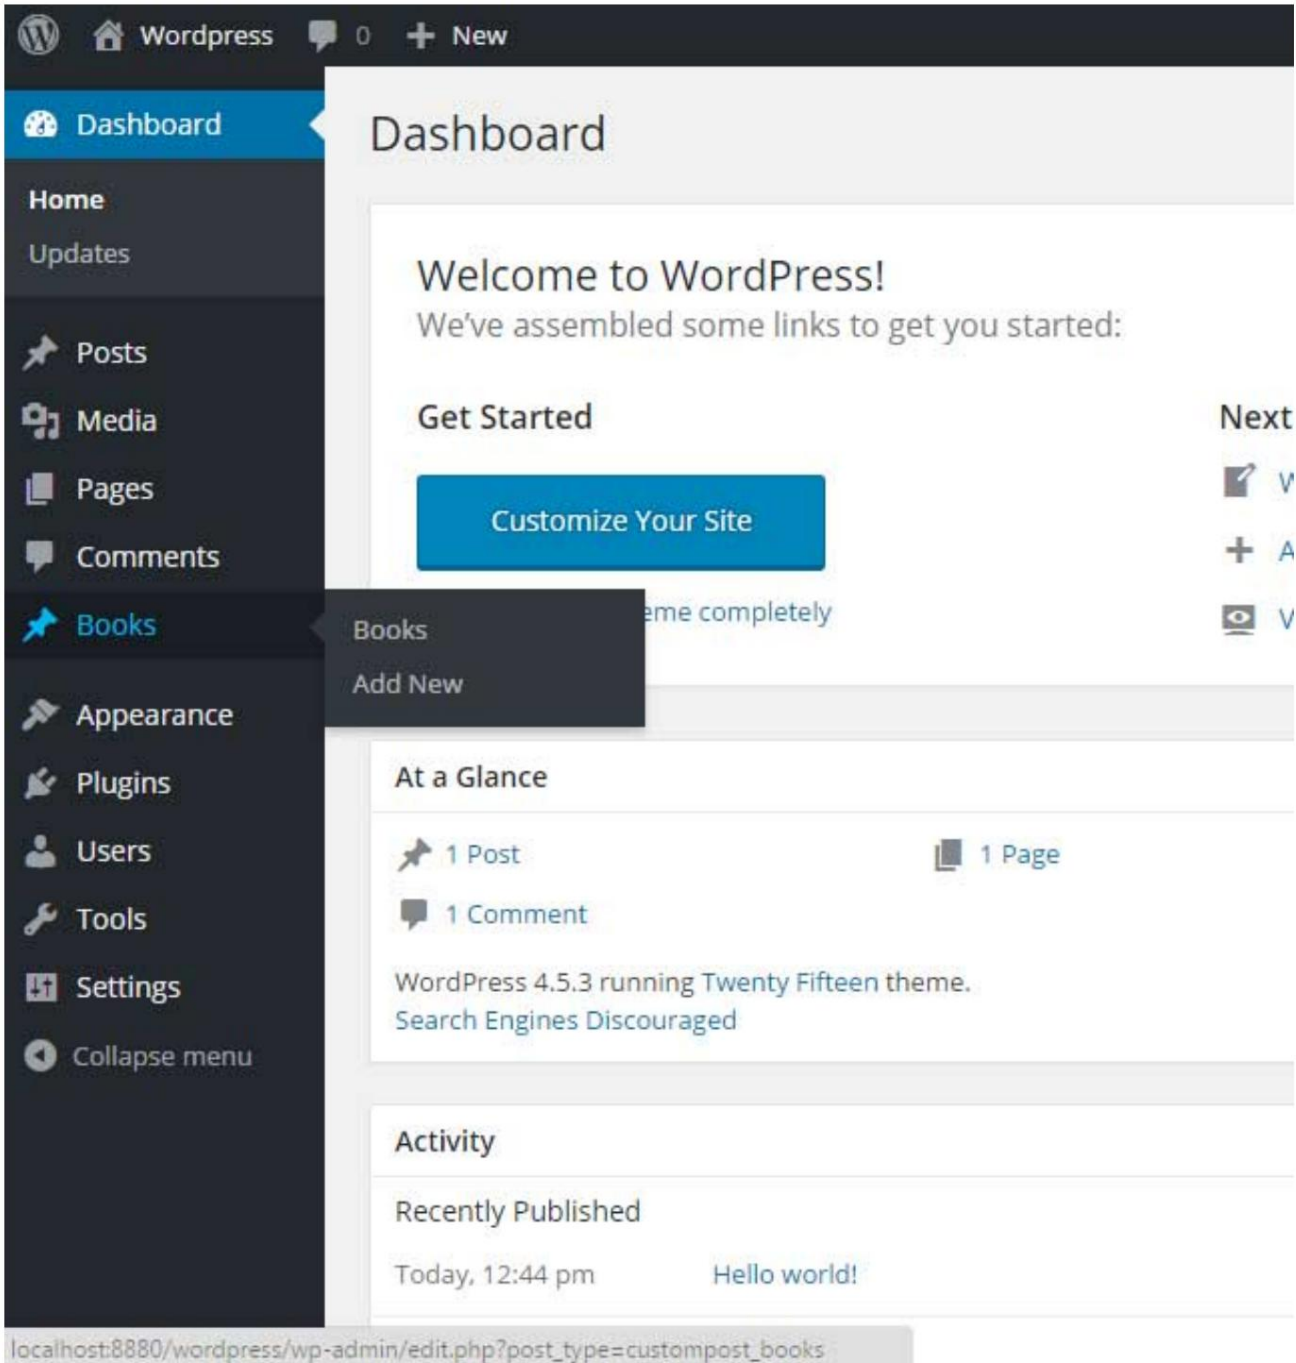 Wordpress 0 New
Dashboard
Home
Updates
Posts
Media
Pages
Comments
Books
Books
Add New
Appearance
Plugins
Users
Tools
Settings
Collapse menu
Dashboard
Welcome to WordPress!
We've assembled some links to get you started:
Get Started
Customize Your Site
eme completely
Next
At a Glance
1 Post
1 Page
1 Comment
WordPress 4.5.3 running Twenty Fifteen theme.
Search Engines Discouraged
Activity
Recently Published
Today, 12:44 pm Hello world!
localhost:8880/wordpress/wp-admin/edit.php?post_type=custompost_books